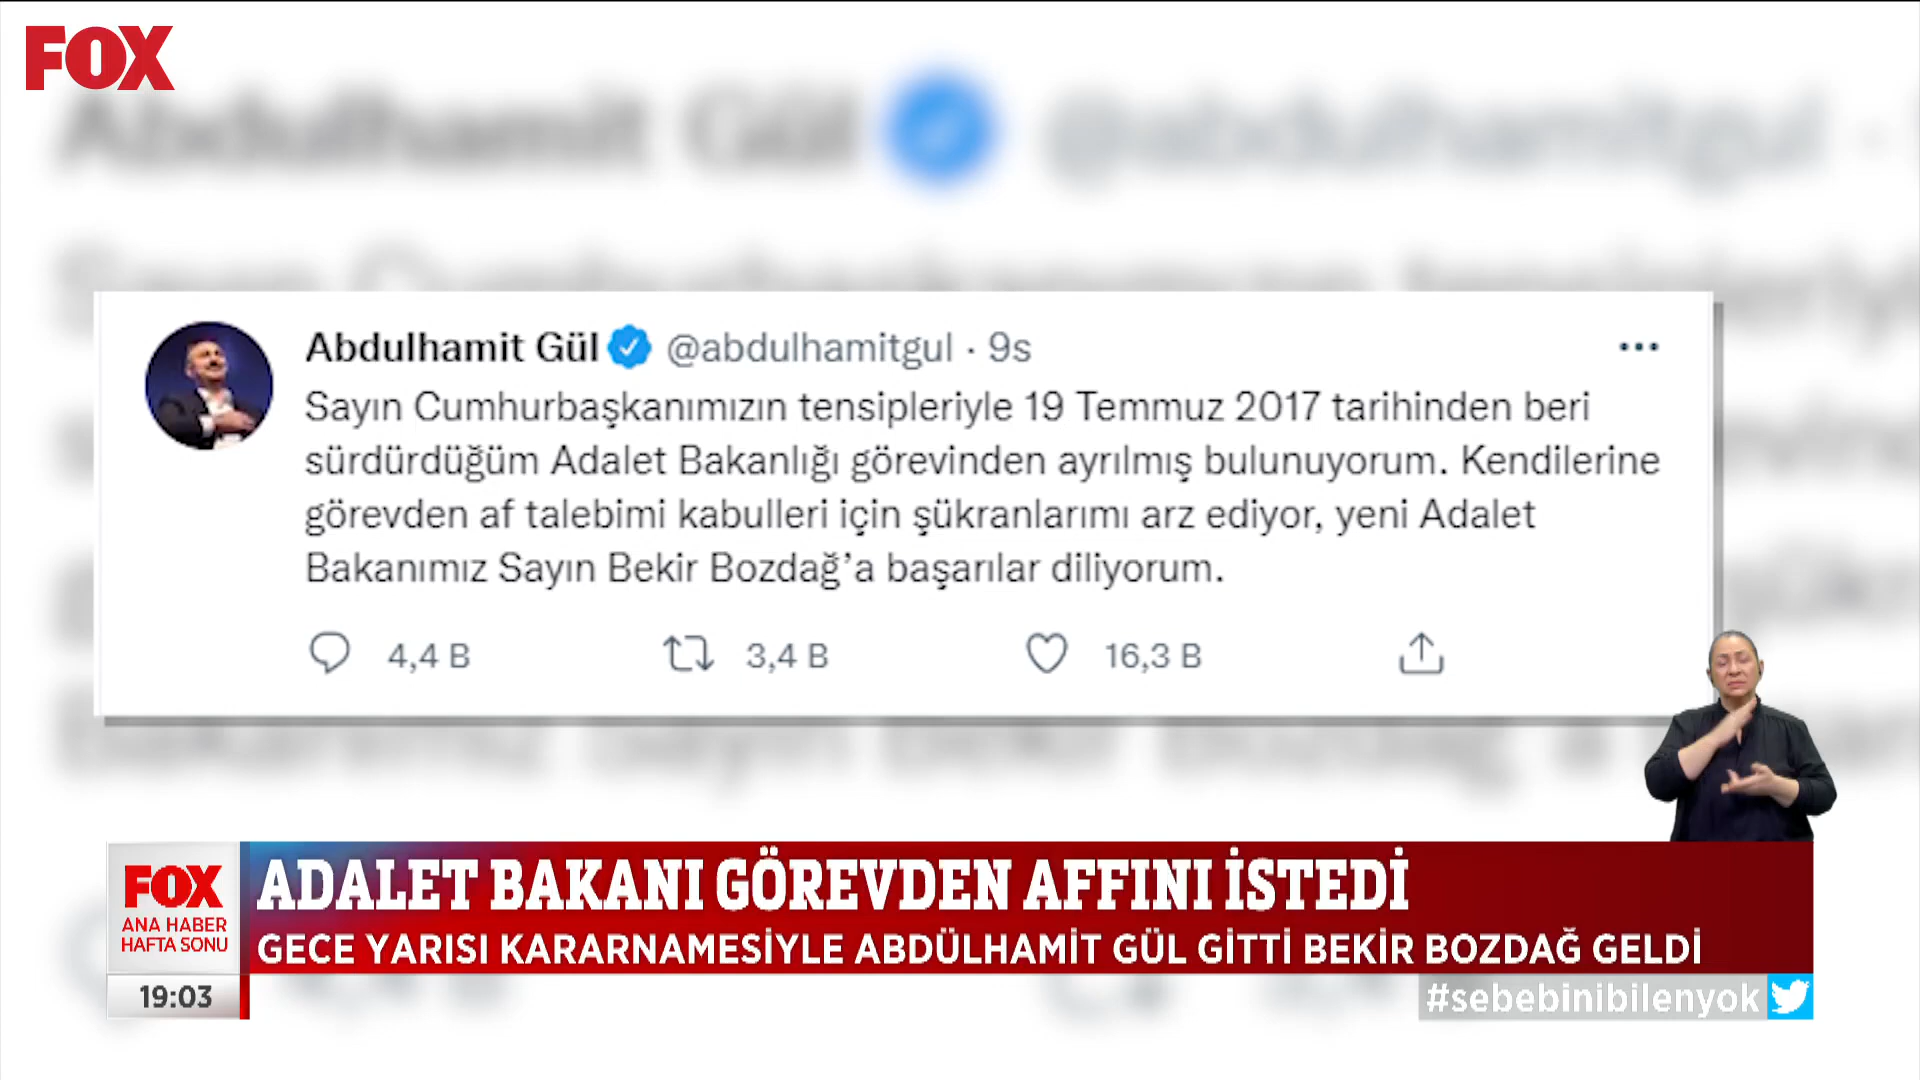 FOX
Abdulhamit Gül @abdulhamitgul
Abdulhamit Gül @abdulhamitgul · 9s
Sayın Cumhurbaşkanımızın tensipleriyle 19 Temmuz 2017 tarihinden beri
sürdürdüğüm Adalet Bakanlığı görevinden ayrılmış bulunuyorum. Kendilerine
görevden af talebimi kabulleri için şükranlarımı arz ediyor, yeni Adalet
Bakanımız Sayın Bekir Bozdağ'a başarılar diliyorum.
4,4 B 3,4 B 16,3 B
FOX
ANA HABER
HAFTA SONU
ADALET BAKANI GÖREVDEN AFFINI İSTEDİ
GECE YARISI KARARNAMESİYLE ABDÜLHAMİT GÜL GİTTİ BEKİR BOZDAĞ GELDİ
19:03
#sebebinibilenyok